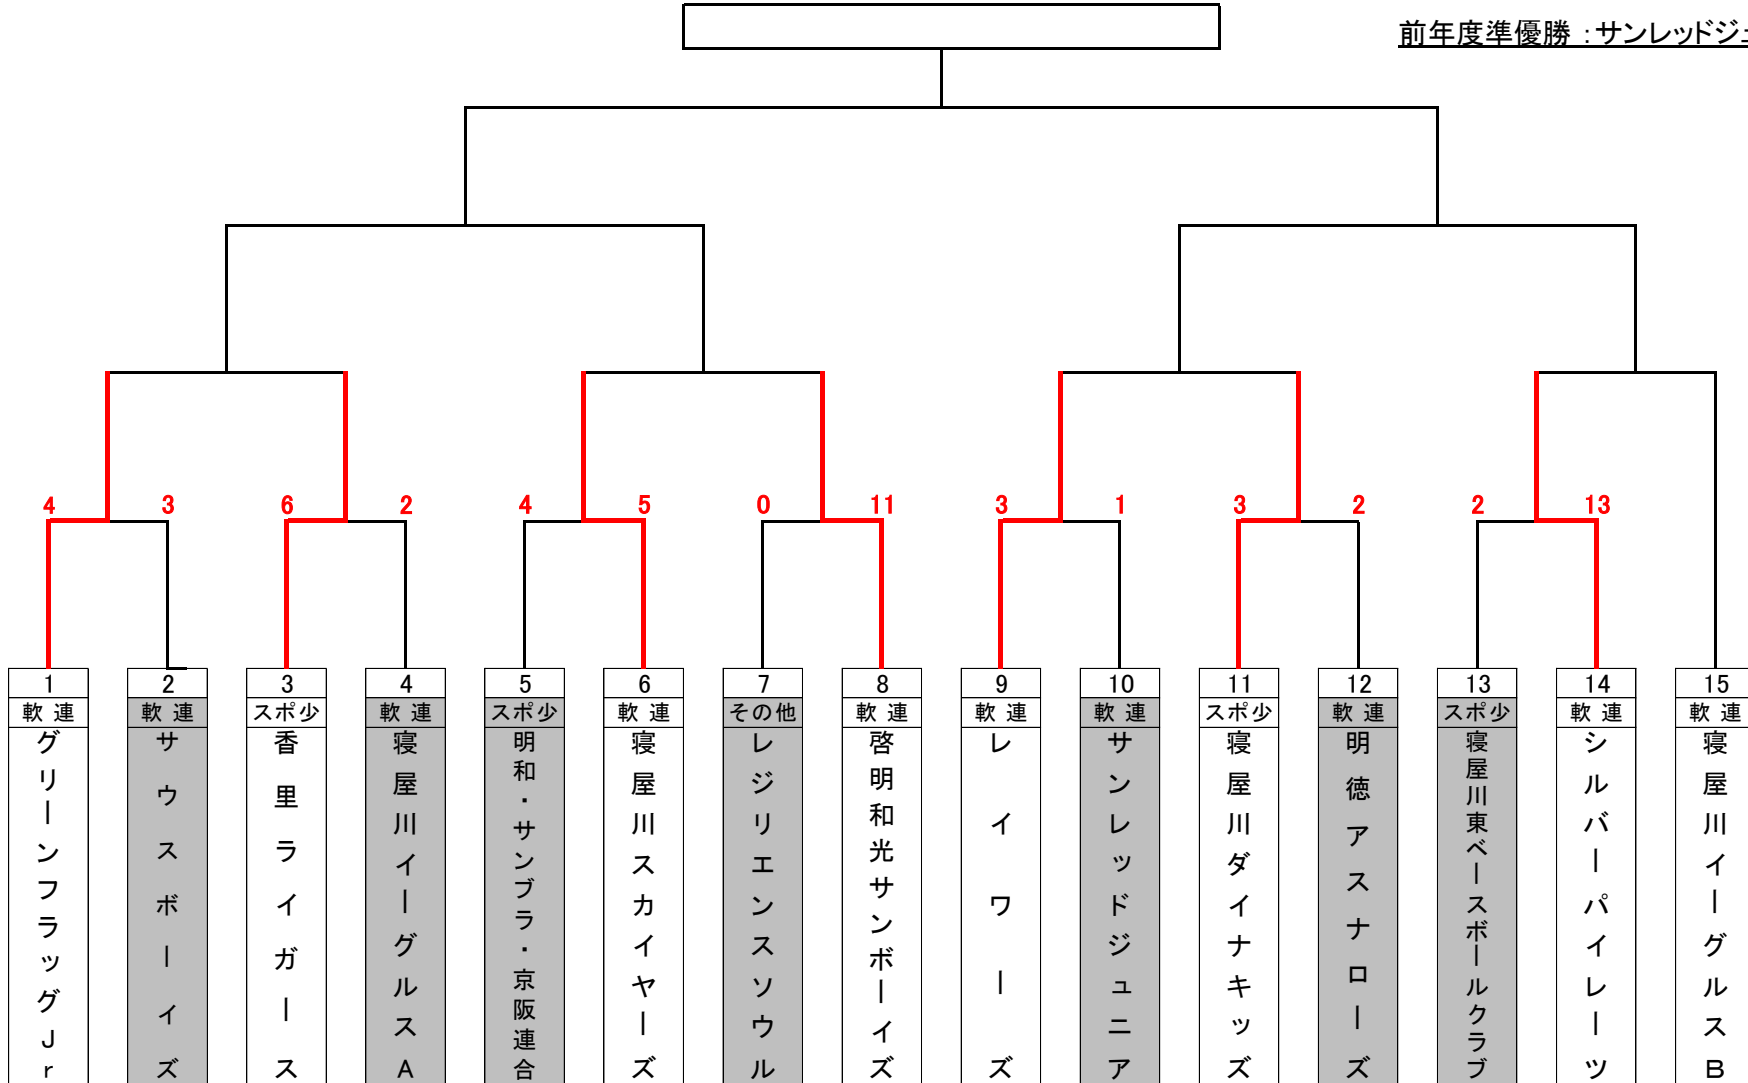 前年度準優勝：サンレッドジュ
4 3 6 2 4 5 0 11 3 1 3 2 2 13
1 2 3 4 5 6 7 8 9 10 11 12 13 14 15
軟連 軟連 スポ少 軟連 スポ少 軟連 その他 軟連 軟連 軟連 スポ少 軟連 スポ少 軟連 軟連
グリーンフラッグJr
サウスボーイズ
香里ライガース
寝屋川イーグルスA
明和・サンブラ・京阪連合
寝屋川スカイヤーズ
レジリエンスソウル
啓明和光サンボーイズ
レイワーズ
サンレッドジュニア
寝屋川ダイナキッズ
明徳アスナローズ
寝屋川東ベースボールクラブ
シルバーパイレーツ
寝屋川イーグルスB